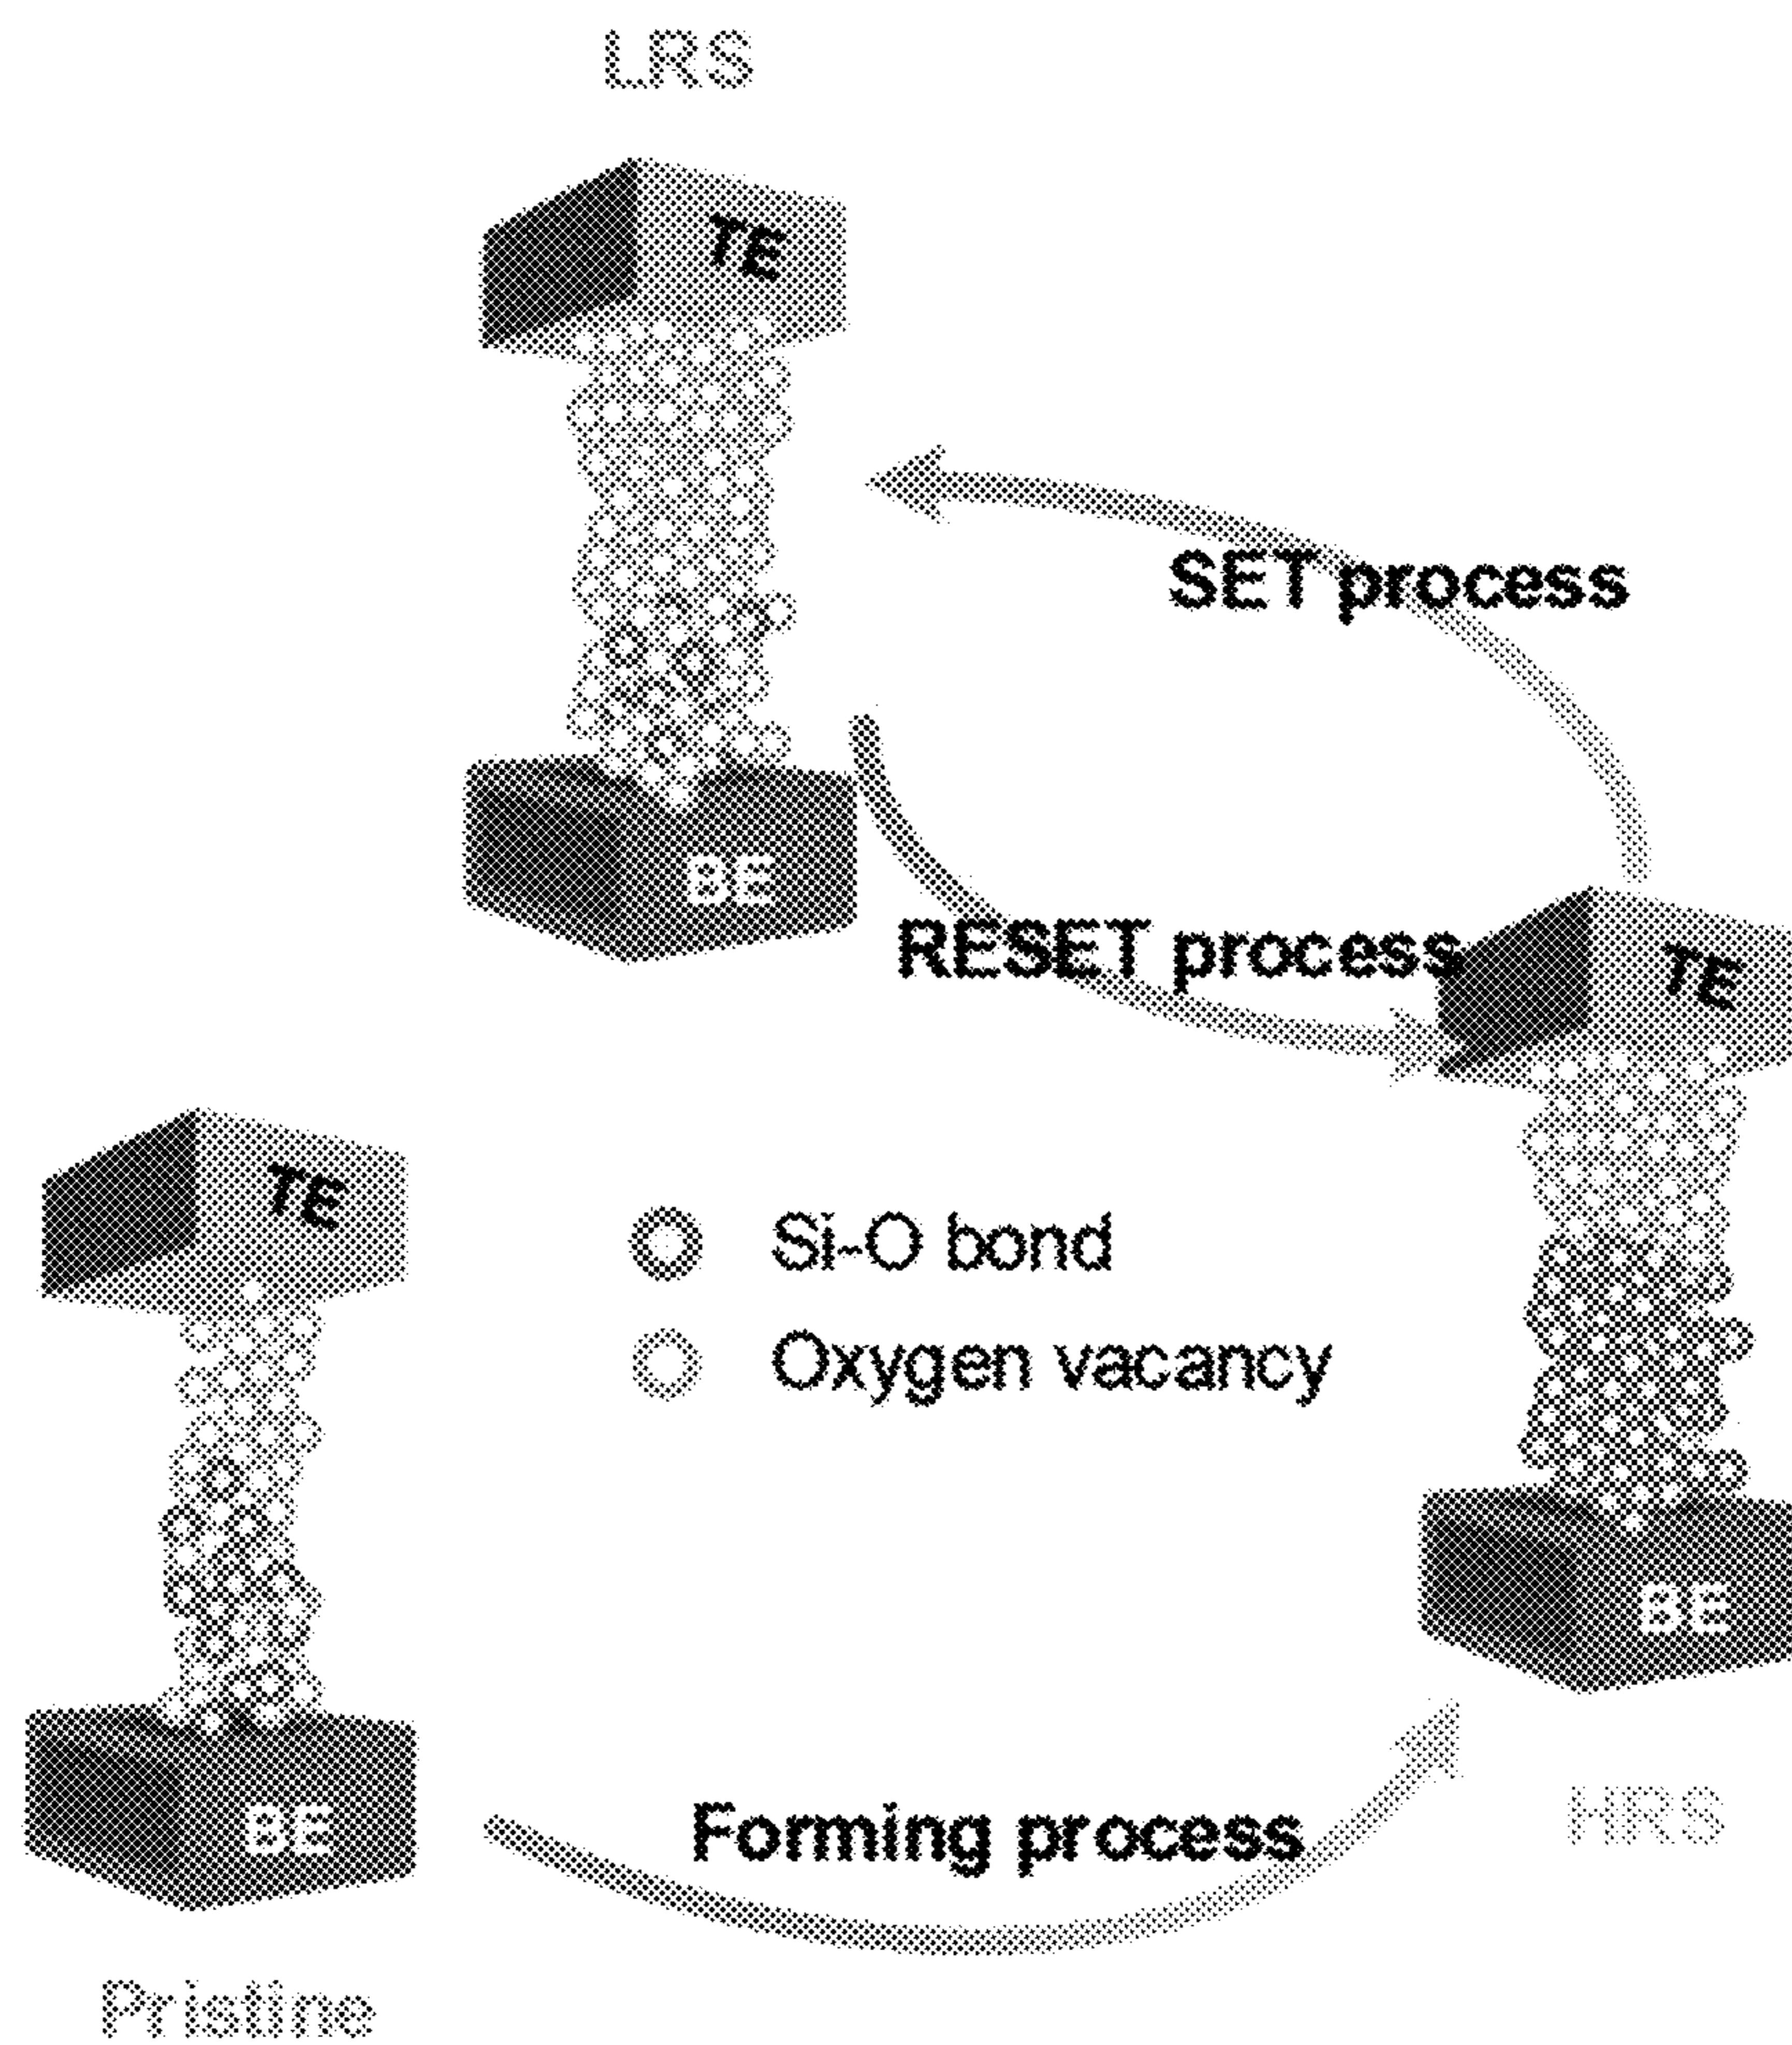 LRS
TE
SET process
BE
RESET process
TE
TE
Si-O bond
Oxygen vacancy
BE
BE
Forming process
HRS
Pristine